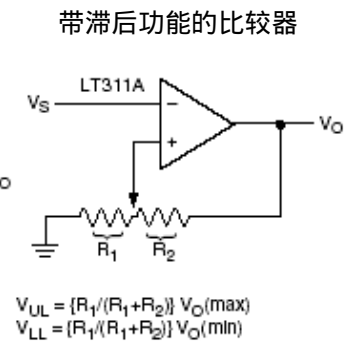 带滞后功能的比较器
LT311A
VS
−
+
VO
O
R1 R2
VUL = {R1/(R1+R2)} VO(max)
VLL = {R1/(R1+R2)} VO(min)